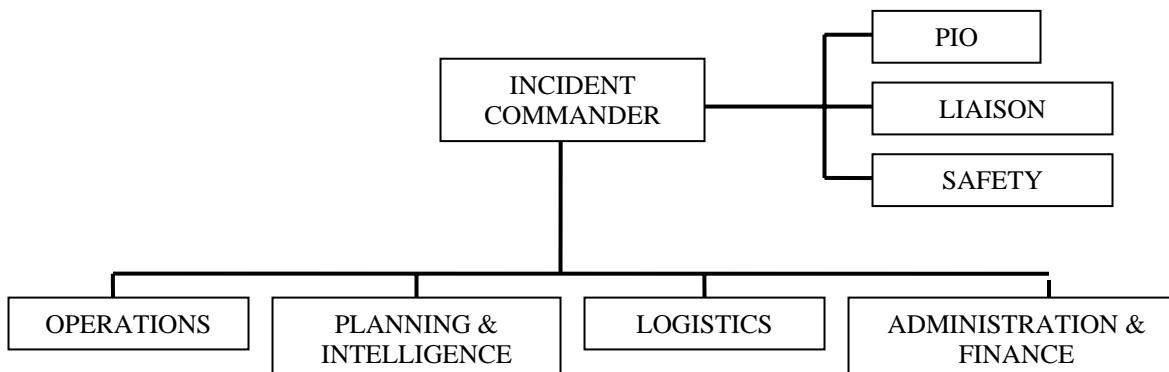 PIO
INCIDENT
COMMANDER
LIAISON
SAFETY
OPERATIONS
PLANNING &
INTELLIGENCE
LOGISTICS
ADMINISTRATION &
FINANCE